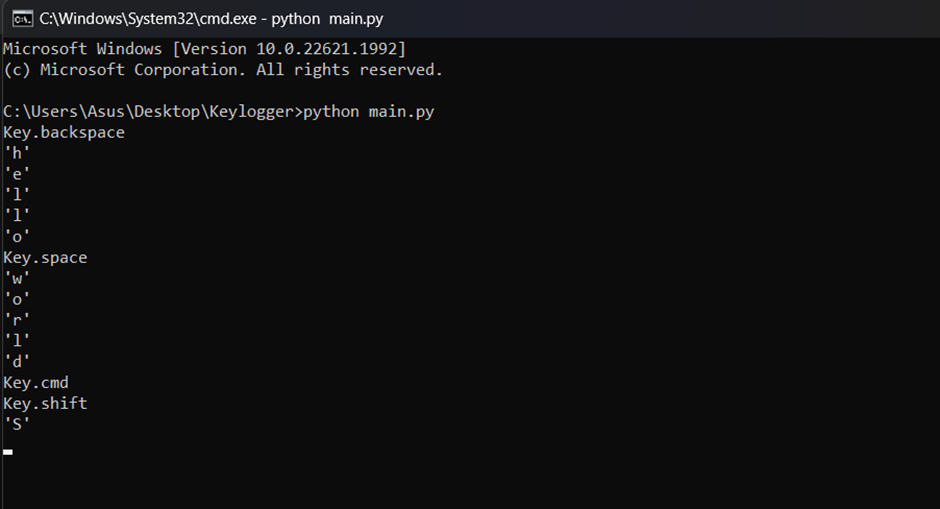 C:\Windows\System32\cmd.exe - python  main.py
Microsoft Windows [Version 10.0.22621.1992]
(c) Microsoft Corporation. All rights reserved.
C:\Users\Asus\Desktop\Keylogger>python main.py
Key.backspace
'h'
'e'
'l'
'l'
'o'
Key.space
'w'
'o'
'r'
'l'
'd'
Key.cmd
Key.shift
'S'